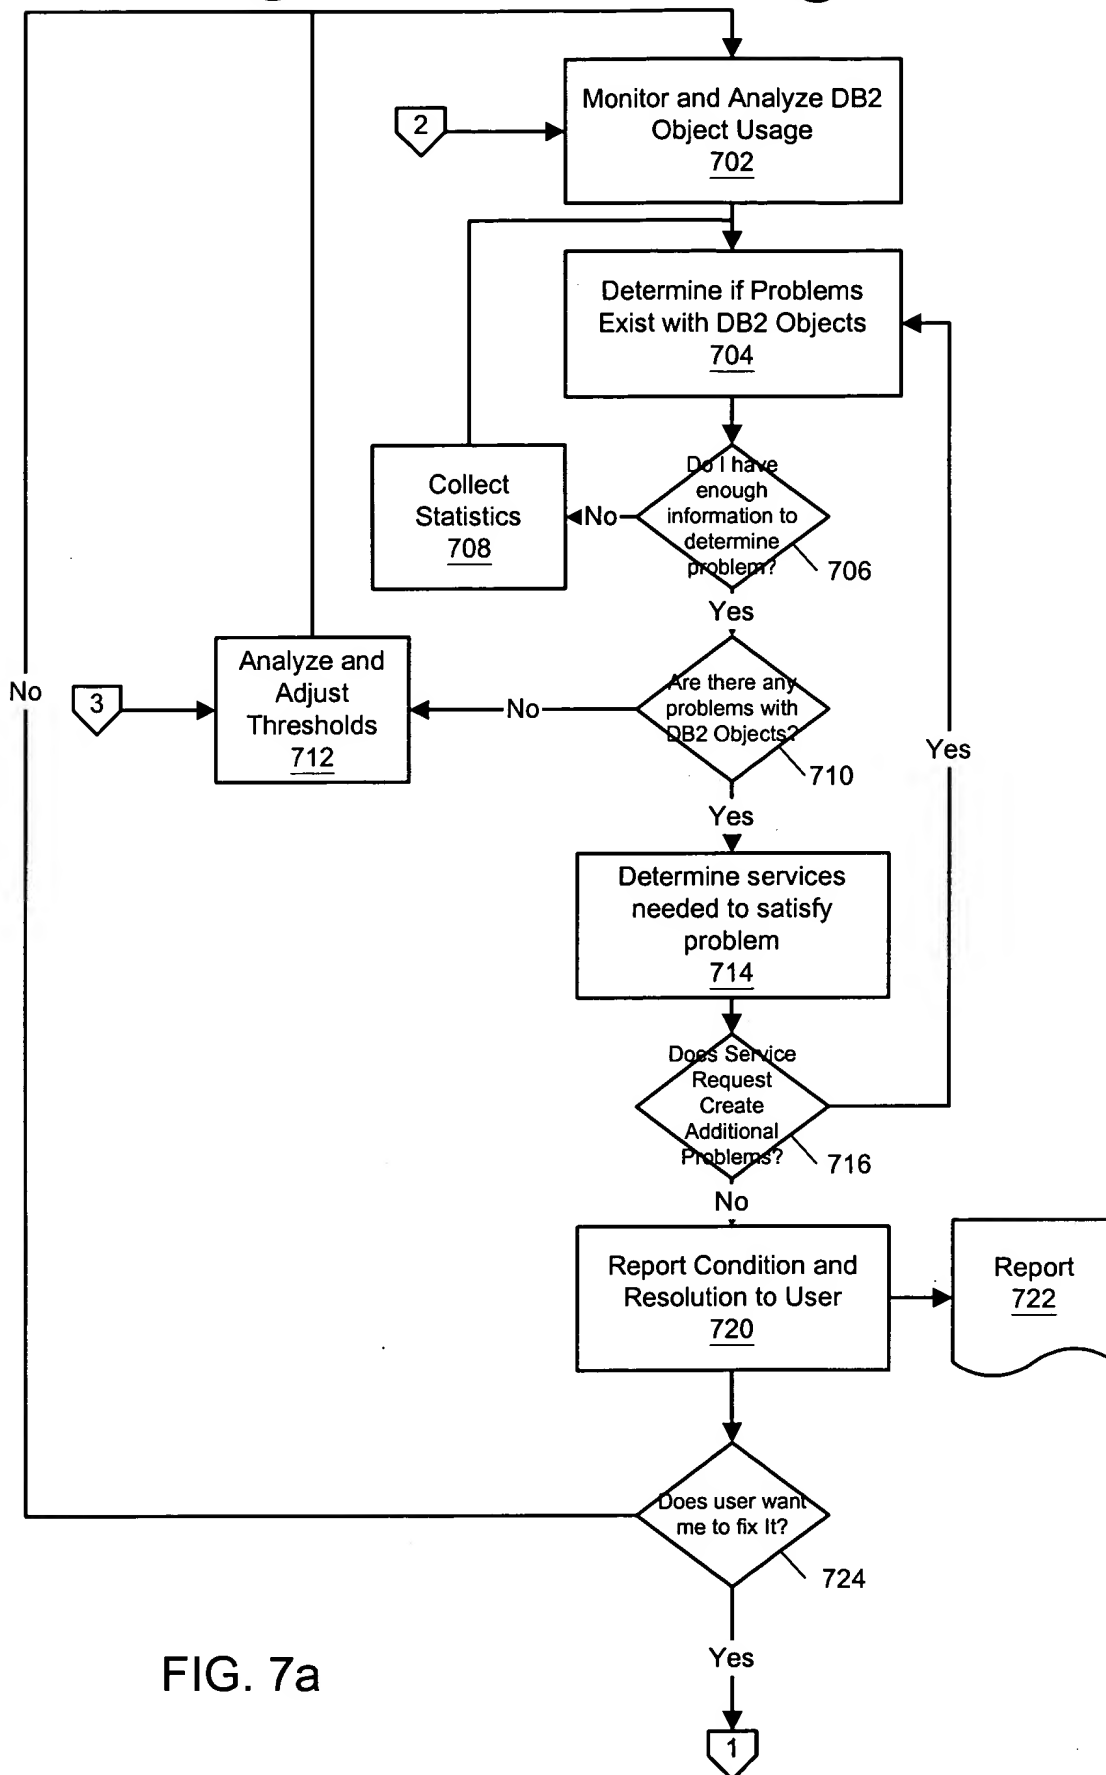 2
Monitor and Analyze DB2
Object Usage
702
Determine if Problems
Exist with DB2 Objects
704
Collect
Statistics
708
No
Do I have
enough
information to
determine
problem?
706
Yes
Analyze and
Adjust
Thresholds
712
No
3
No
Are there any
problems with
DB2 Objects?
710
Yes
Yes
Determine services
needed to satisfy
problem
714
Does Service
Request
Create
Additional
Problems?
716
No
Report Condition and
Resolution to User
720
Report
722
Does user want
me to fix It?
724
Yes
FIG. 7a
1